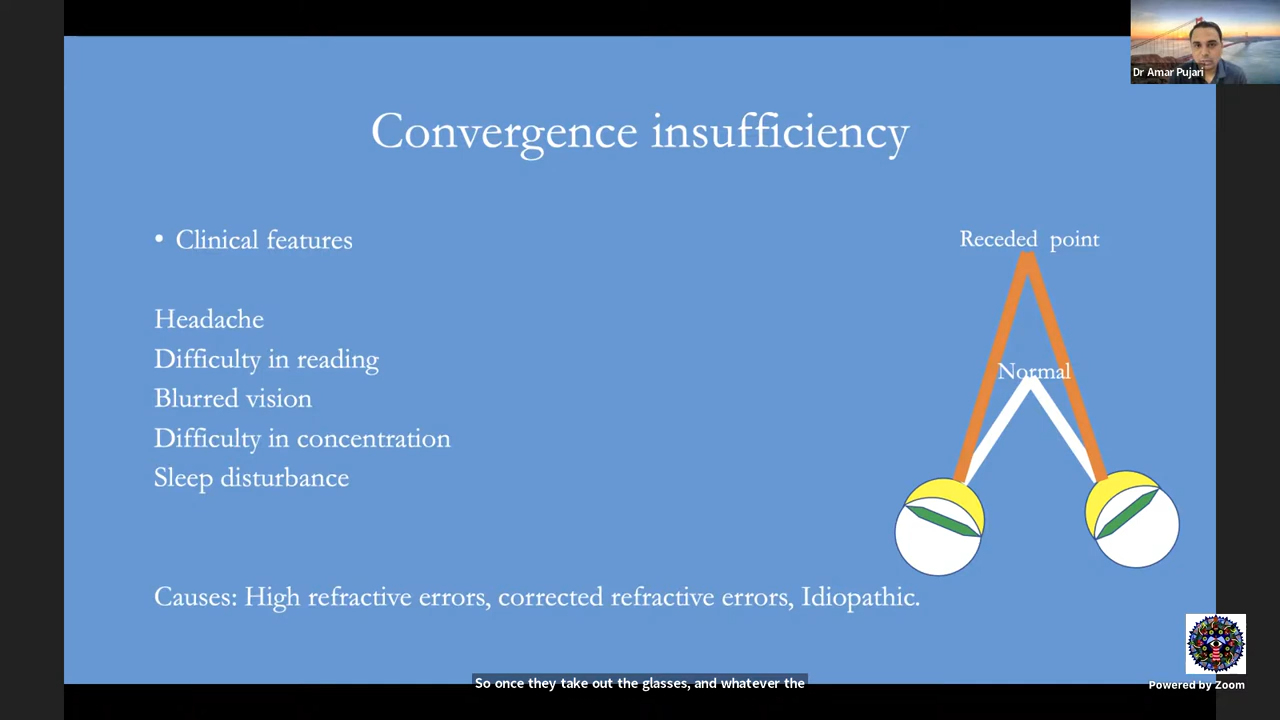 Dr Amar Pujari
Convergence insufficiency
• Clinical features
Receded point
Headache
Difficulty in reading
Normal
Blurred vision
Difficulty in concentration
Sleep disturbance
Causes: High refractive errors, corrected refractive errors, Idiopathic.
So once they take out the glasses, and whatever the
Powered by Zoom